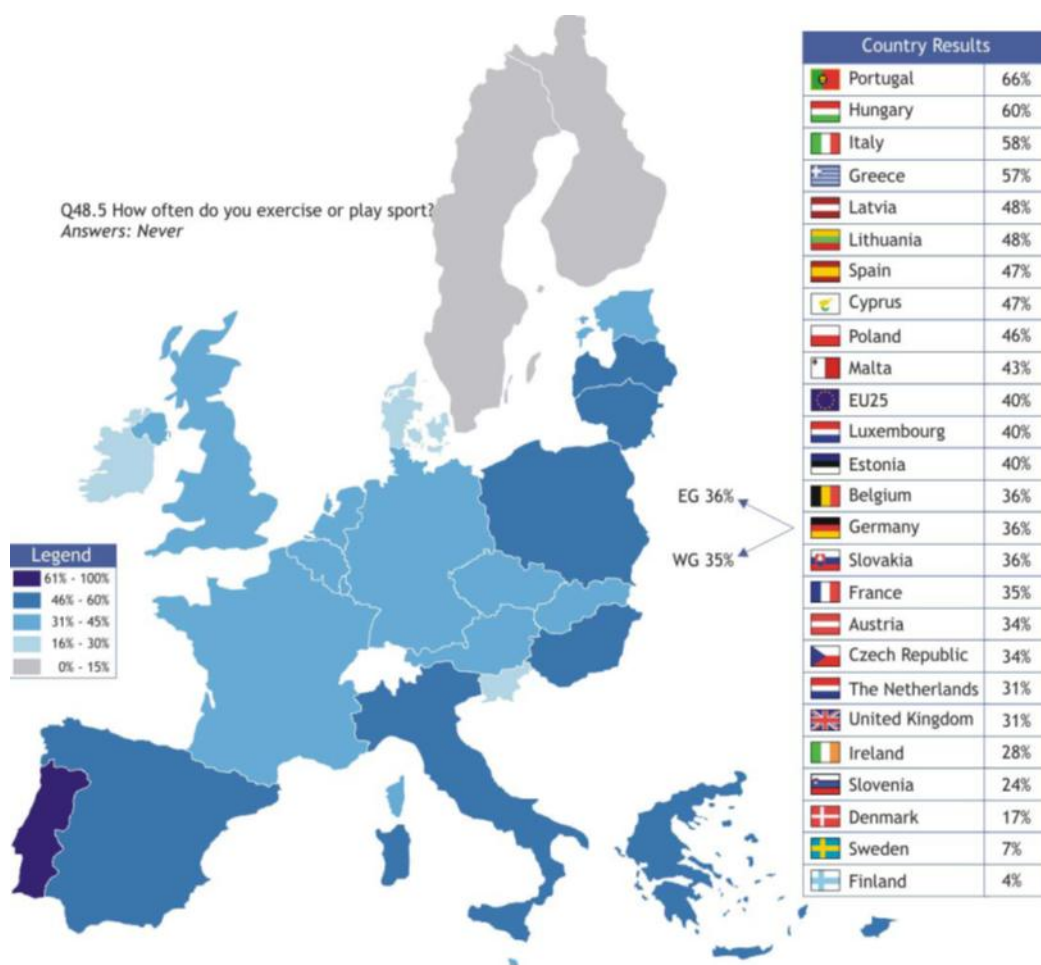 Q48.5 How often do you exercise or play sport?
Answers: Never
EG 36%
WG 35%
Legend
61% - 100%
46% - 60%
31% - 45%
16% - 30%
0% - 15%
Country Results
Portugal 66%
Hungary 60%
Italy 58%
Greece 57%
Latvia 48%
Lithuania 48%
Spain 47%
Cyprus 47%
Poland 46%
Malta 43%
EU25 40%
Luxembourg 40%
Estonia 40%
Belgium 36%
Germany 36%
Slovakia 36%
France 35%
Austria 34%
Czech Republic 34%
The Netherlands 31%
United Kingdom 31%
Ireland 28%
Slovenia 24%
Denmark 17%
Sweden 7%
Finland 4%